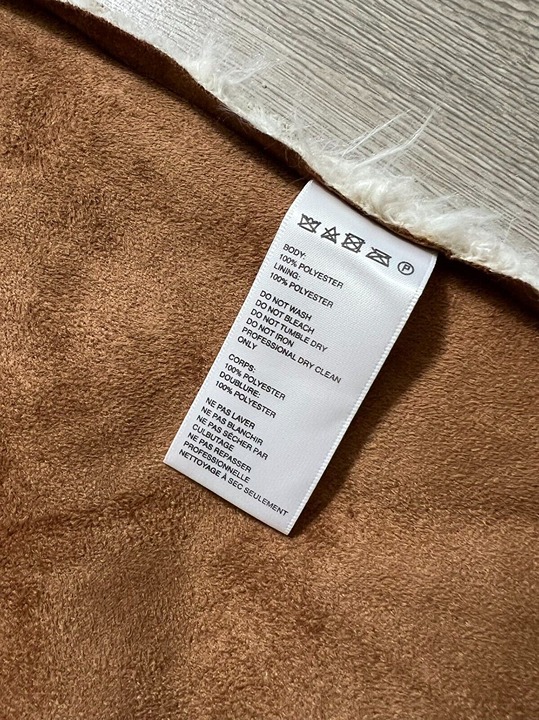 P
BODY:
100% POLYESTER
LINING:
100% POLYESTER
DO NOT WASH
DO NOT BLEACH
DO NOT TUMBLE DRY
DO NOT IRON
PROFESSIONAL DRY CLEAN
ONLY
CORPS:
100% POLYESTER
DOUBLURE:
100% POLYESTER
NE PAS LAVER
NE PAS BLANCHIR
NE PAS SÉCHER PAR
CULBUTAGE
NE PAS REPASSER
PROFESSIONNELLE
NETTOYAGE À SEC SEULEMENT